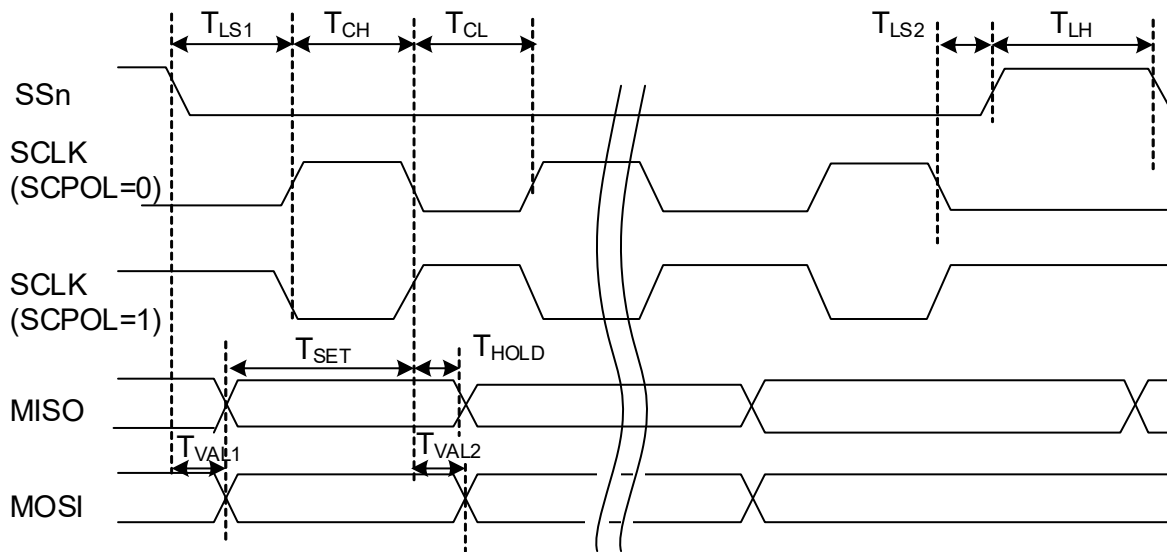 TLS1 TCH TCL TLS2 TLH
SSn
SCLK
(SCPOL=0)
SCLK
(SCPOL=1)
TSET THOLD
MISO
TVAL1 TVAL2
MOSI